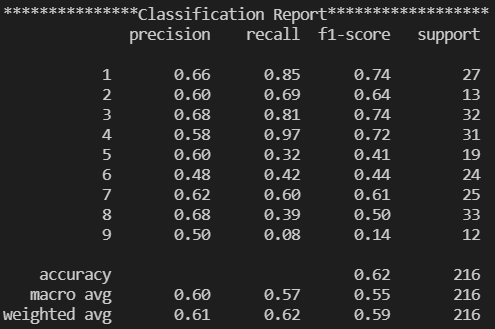 ***************Classification Report******************
precision recall f1-score support
1 0.66 0.85 0.74 27
2 0.60 0.69 0.64 13
3 0.68 0.81 0.74 32
4 0.58 0.97 0.72 31
5 0.60 0.32 0.41 19
6 0.48 0.42 0.44 24
7 0.62 0.60 0.61 25
8 0.68 0.39 0.50 33
9 0.50 0.08 0.14 12
accuracy 0.62 216
macro avg 0.60 0.57 0.55 216
weighted avg 0.61 0.62 0.59 216